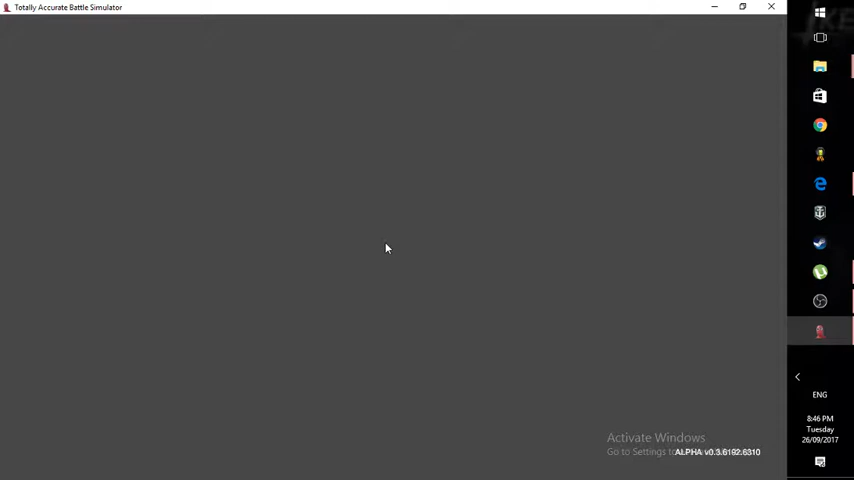 Totally Accurate Battle Simulator
Activate Windows
Go to Settings to
ALPHA v0.3.6192.6310
ENG
8:46 PM
Tuesday
26/09/2017